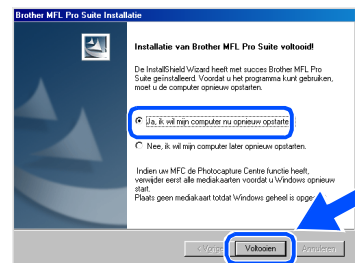 Brother MFL Pro Suite Installatie
Installatie van Brother MFL Pro Suite voltooid!
De InstallShield Wizard heeft met succes Brother MFL Pro
Suite geïnstalleerd. Voordat u het programma kunt gebruiken,
moet u de computer opnieuw opstarten.
Ja, ik wil mijn computer nu opnieuw opstarte
Nee, ik wil mijn computer later opnieuw opstarten.
Indien uw MFC de Photocapture Centre functie heeft,
verwijder eerst alle mediakaarten voordat u Windows opnieuw
start.
Plaats geen mediakaart totdat Windows geheel is opge
< Vorige Voltooien Annuleren